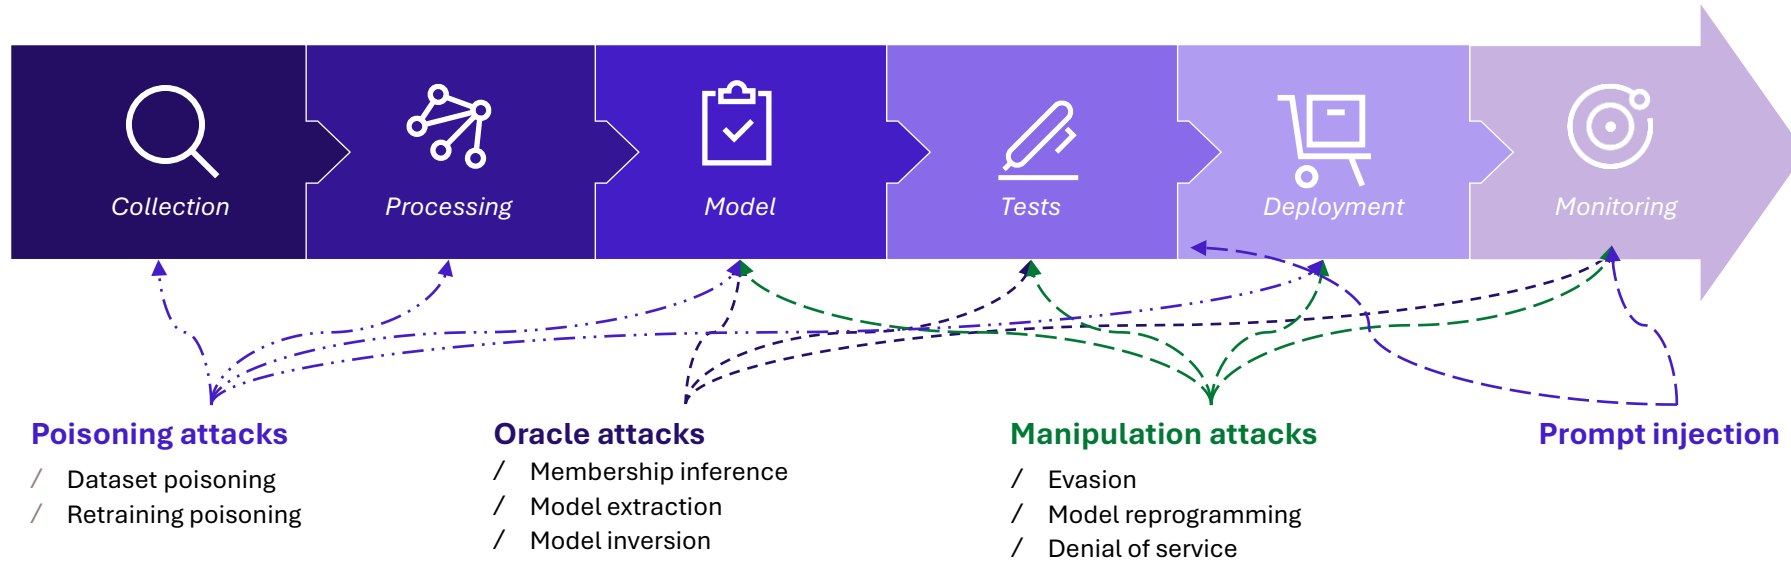 Collection
Processing
Model
Tests
Deployment
Monitoring
Poisoning attacks
/ Dataset poisoning
/ Retraining poisoning
Oracle attacks
/ Membership inference
/ Model extraction
/ Model inversion
Manipulation attacks
/ Evasion
/ Model reprogramming
/ Denial of service
Prompt injection